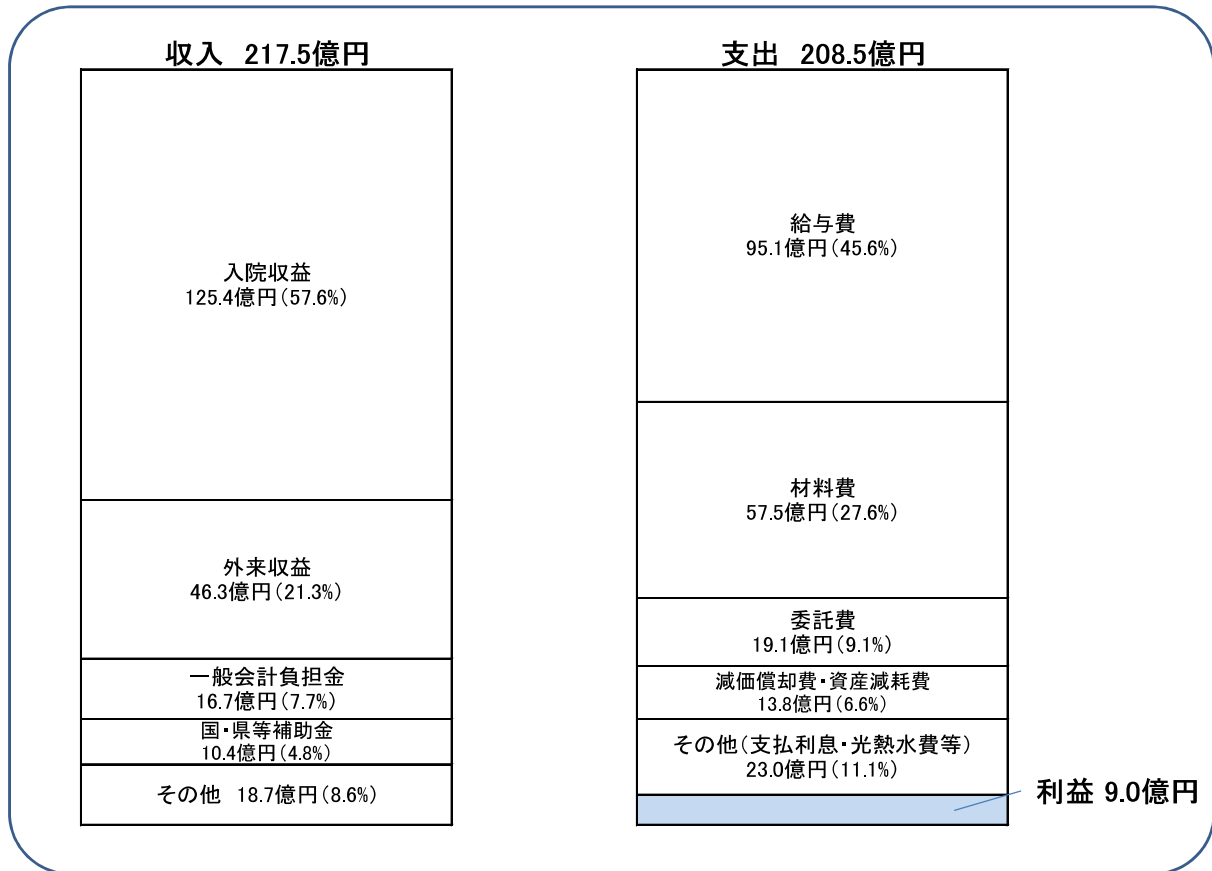 収入 217.5億円
入院収益
125.4億円(57.6%)
外来収益
46.3億円(21.3%)
一般会計負担金
16.7億円(7.7%)
国・県等補助金
10.4億円(4.8%)
その他 18.7億円(8.6%)
支出 208.5億円
給与費
95.1億円(45.6%)
材料費
57.5億円(27.6%)
委託費
19.1億円(9.1%)
減価償却費・資産減耗費
13.8億円(6.6%)
その他(支払利息・光熱水費等)
23.0億円(11.1%)
利益 9.0億円